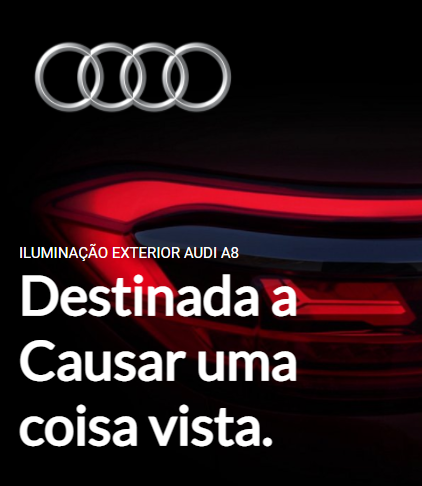 ILUMINAÇÃO EXTERIOR AUDI A8
Destinada a
Causar uma
coisa vista.